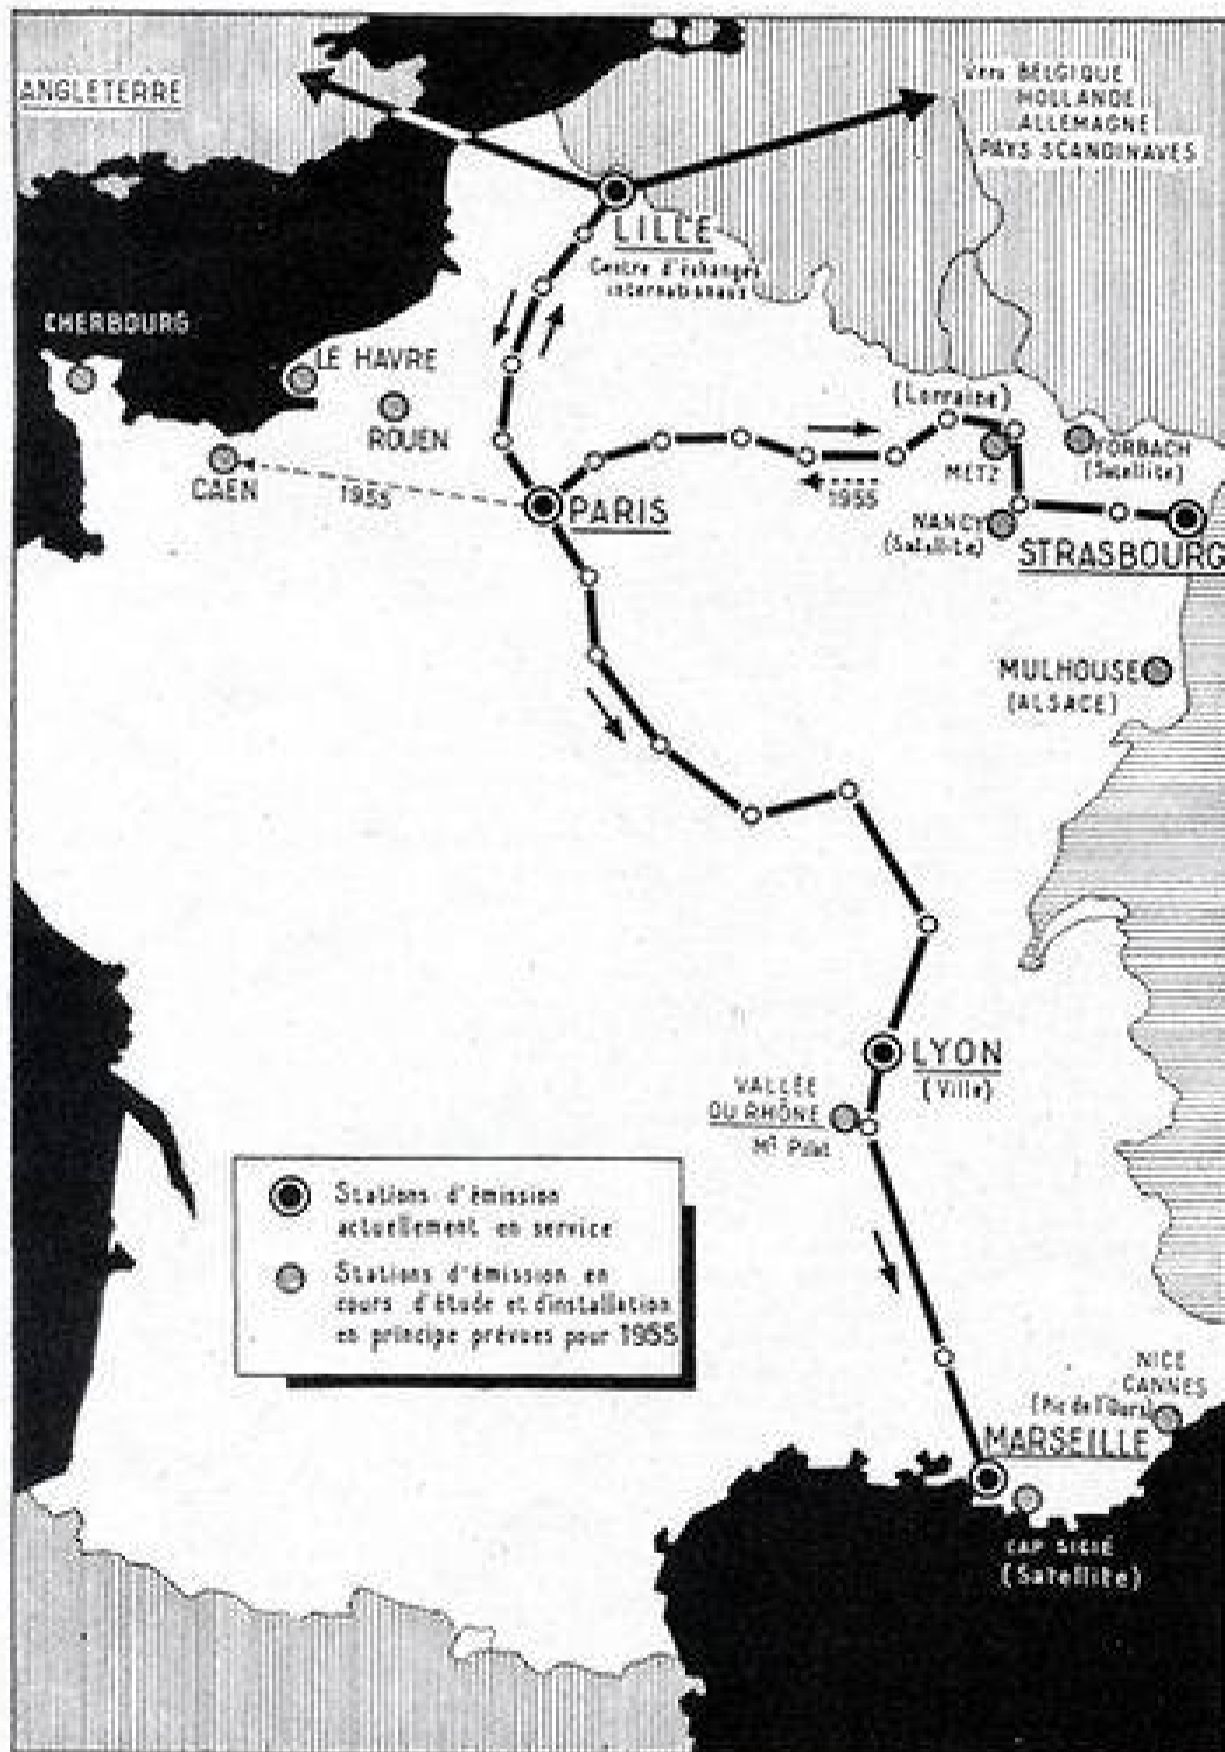 ANGLETERRE
Vers BELGIQUE
HOLLANDE
ALLEMAGNE
PAYS SCANDINAVES
LILLE
Centre d'échanges
internationaux
CHERBOURG
LE HAVRE
ROUEN
CAEN
1955
PARIS
(Lorraine)
METZ
FORBACH
(Satellite)
1955
NANCY
(Satellite)
STRASBOURG
MULHOUSE
(ALSACE)
LYON
(Ville)
VALLÉE
DU RHÔNE
Mt Pilat
Stations d'émission
actuellement en service
Stations d'émission en
cours d'étude et d'installation
en principe prévues pour 1955
NICE
CANNES
(Pic de l'Ours)
MARSEILLE
CAP SICIÉ
(Satellite)